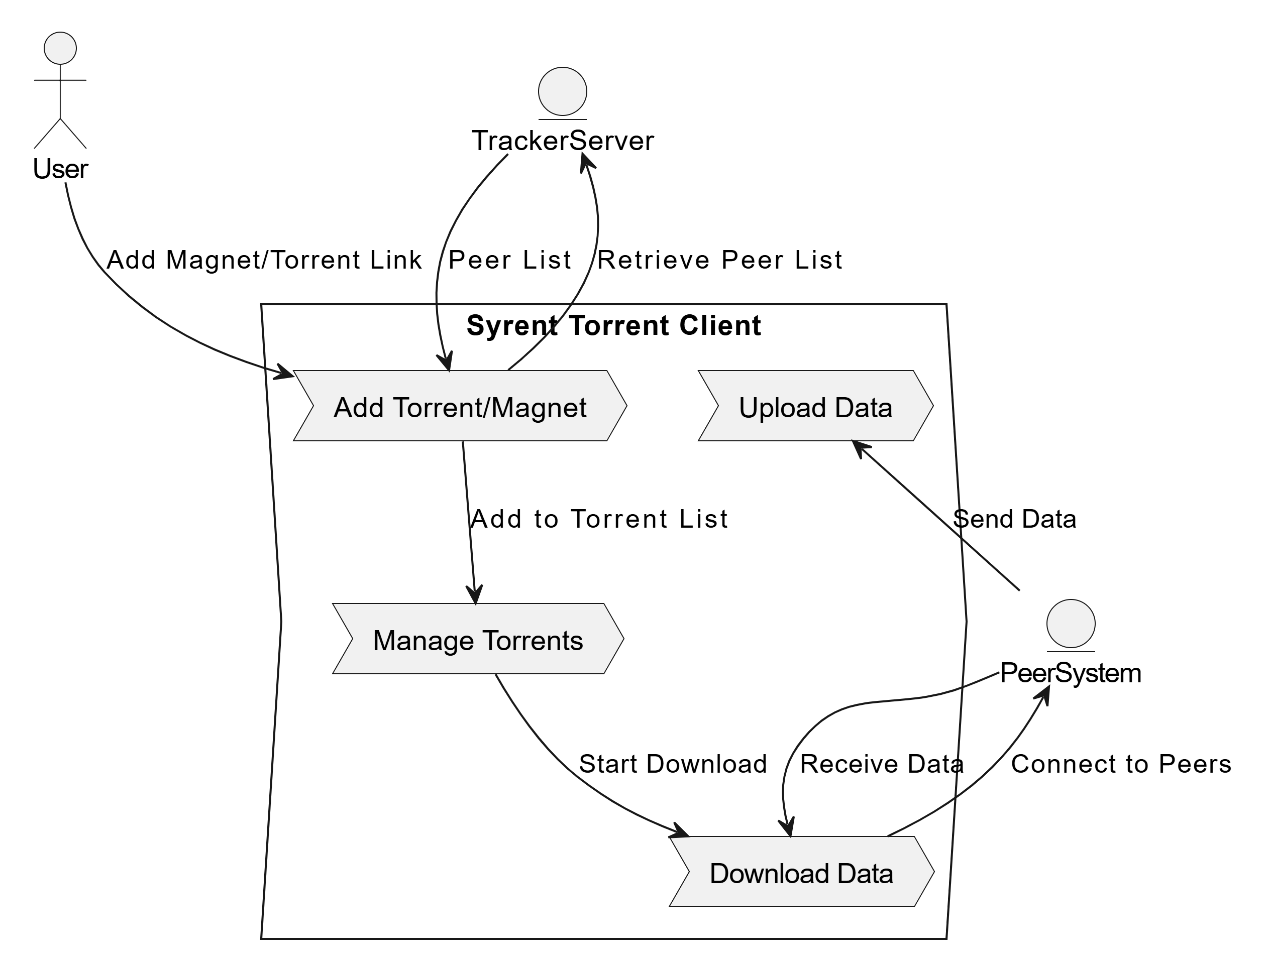 User
TrackerServer
Add Magnet/Torrent Link
Peer List
Retrieve Peer List
Syrent Torrent Client
Add Torrent/Magnet
Upload Data
Add to Torrent List
Send Data
Manage Torrents
PeerSystem
Start Download
Receive Data
Connect to Peers
Download Data